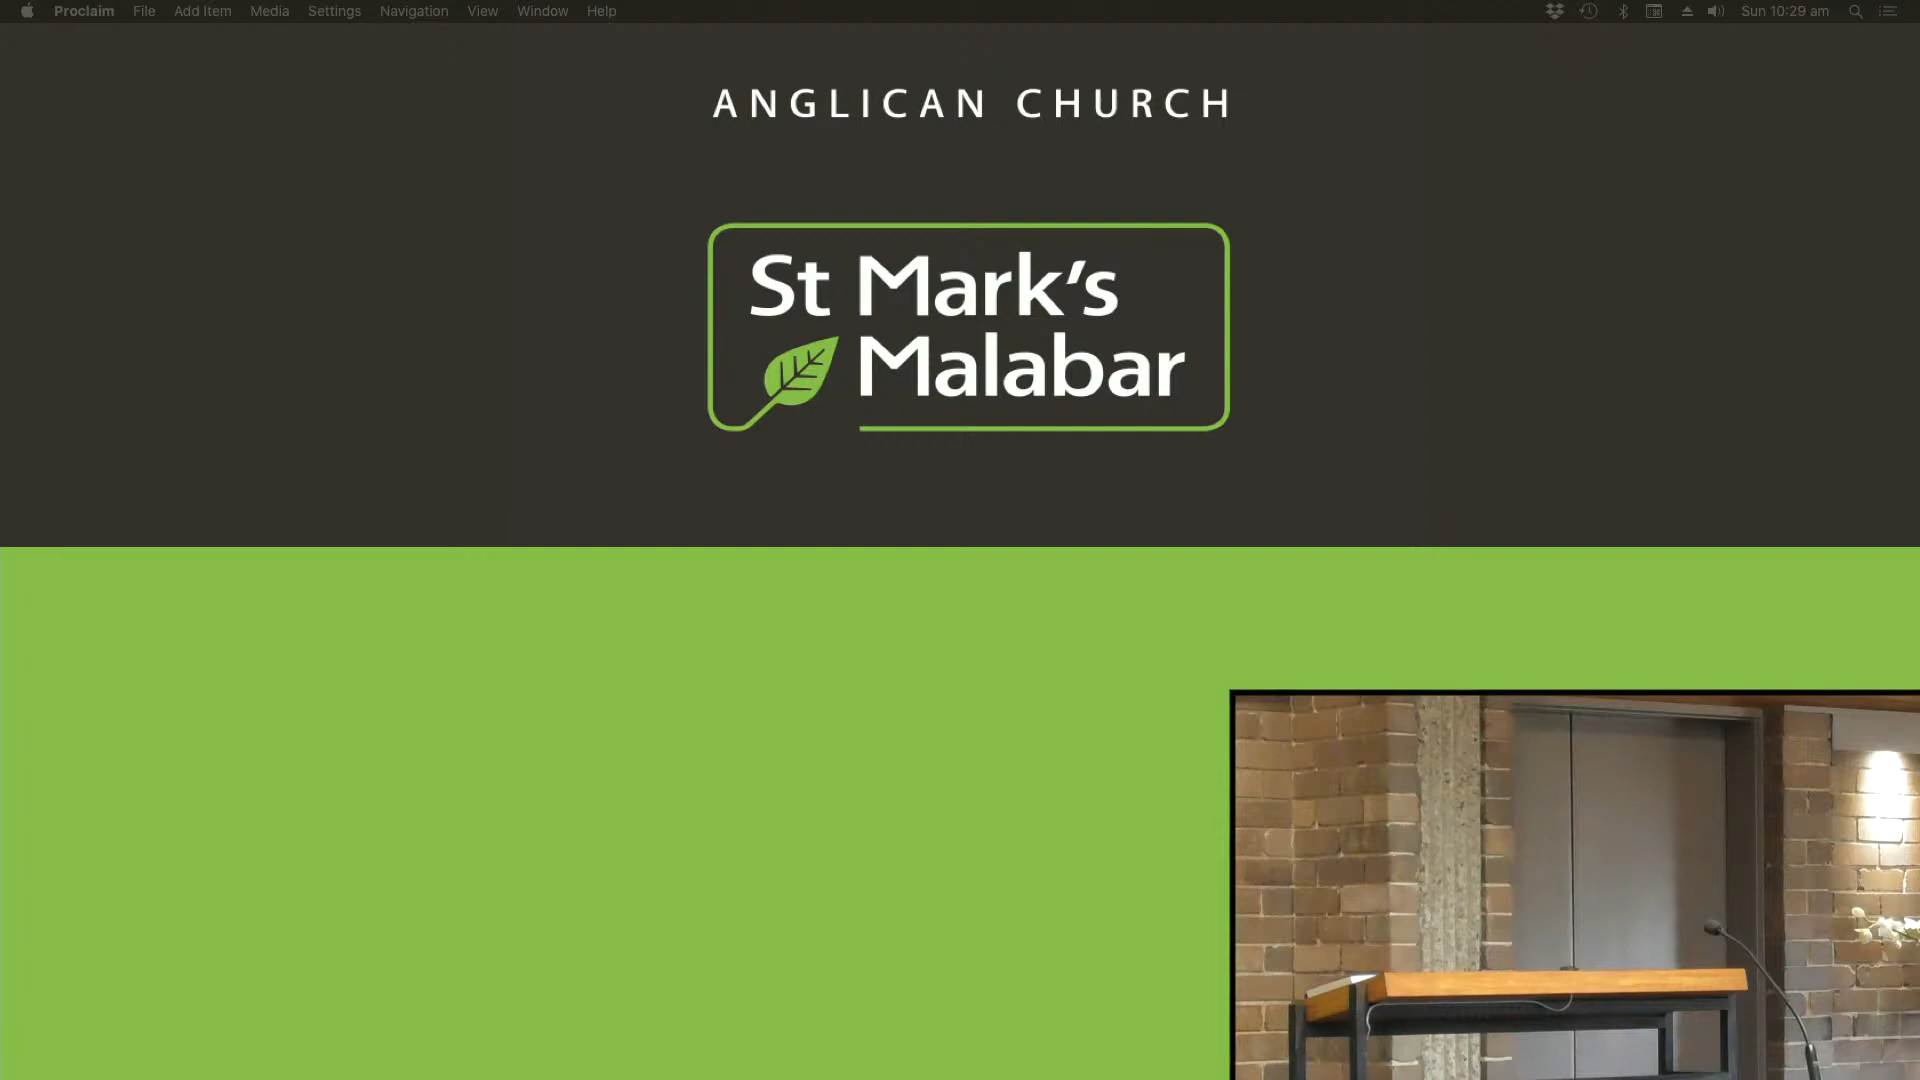 Proclaim File Add Item Media Settings Navigation View Window Help Sun 10:29 am
ANGLICAN CHURCH
St Mark's
Malabar